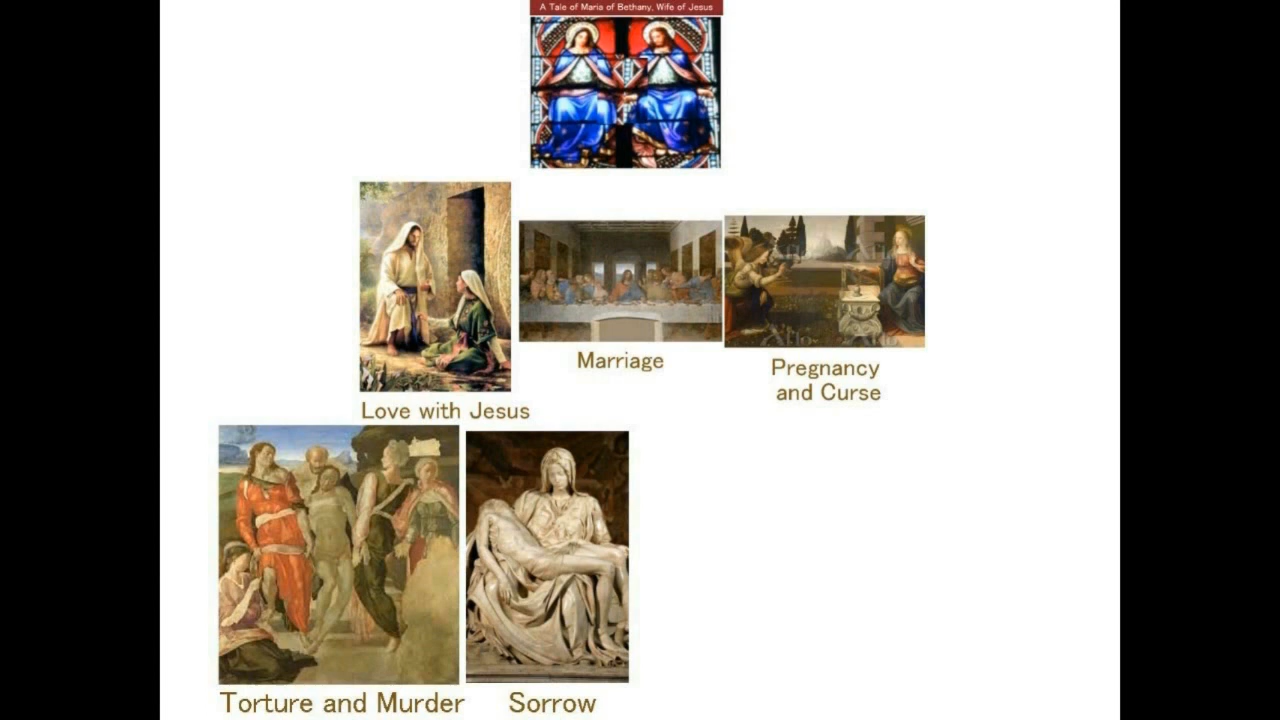 A Tale of Maria of Bethany, Wife of Jesus
Marriage
Pregnancy
and Curse
Love with Jesus
Torture and Murder
Sorrow